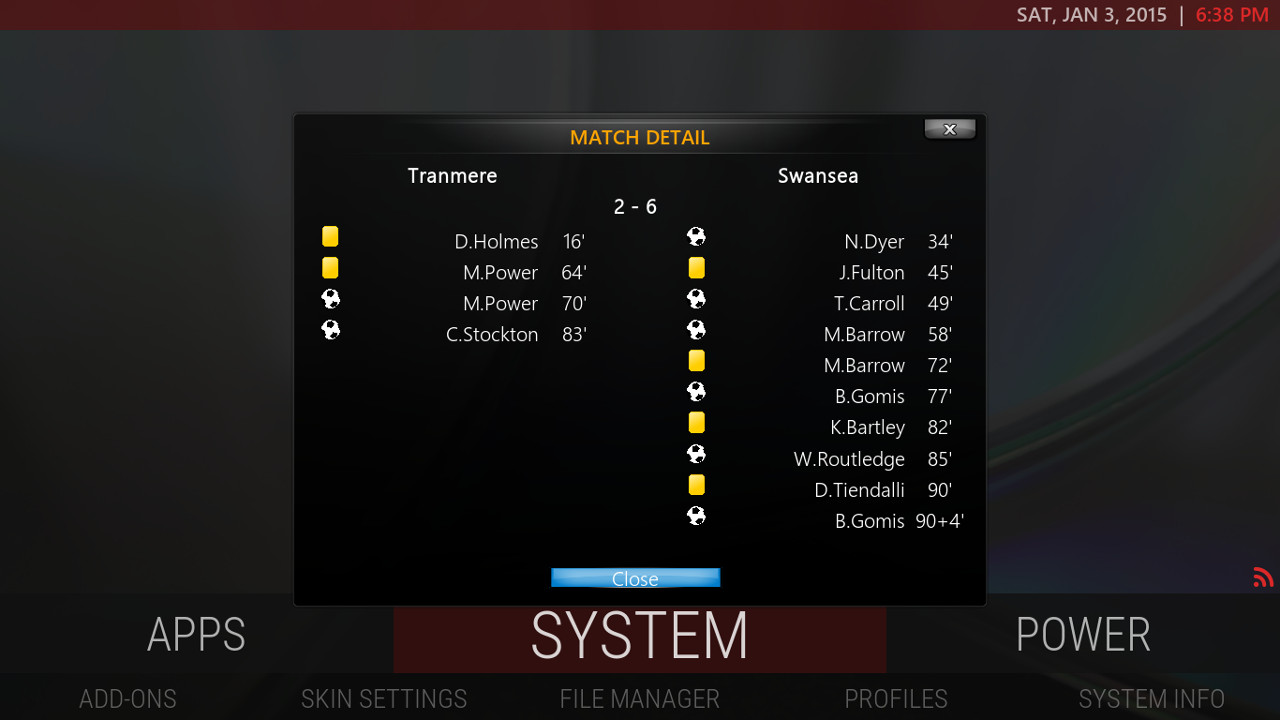 SAT, JAN 3, 2015 | 6:38 PM
MATCH DETAIL
x
Tranmere Swansea
2 - 6
D.Holmes 16' N.Dyer 34'
M.Power 64' J.Fulton 45'
M.Power 70' T.Carroll 49'
C.Stockton 83' M.Barrow 58'
M.Barrow 72'
B.Gomis 77'
K.Bartley 82'
W.Routledge 85'
D.Tiendalli 90'
B.Gomis 90+4'
Close
APPS SYSTEM POWER
ADD-ONS SKIN SETTINGS FILE MANAGER PROFILES SYSTEM INFO